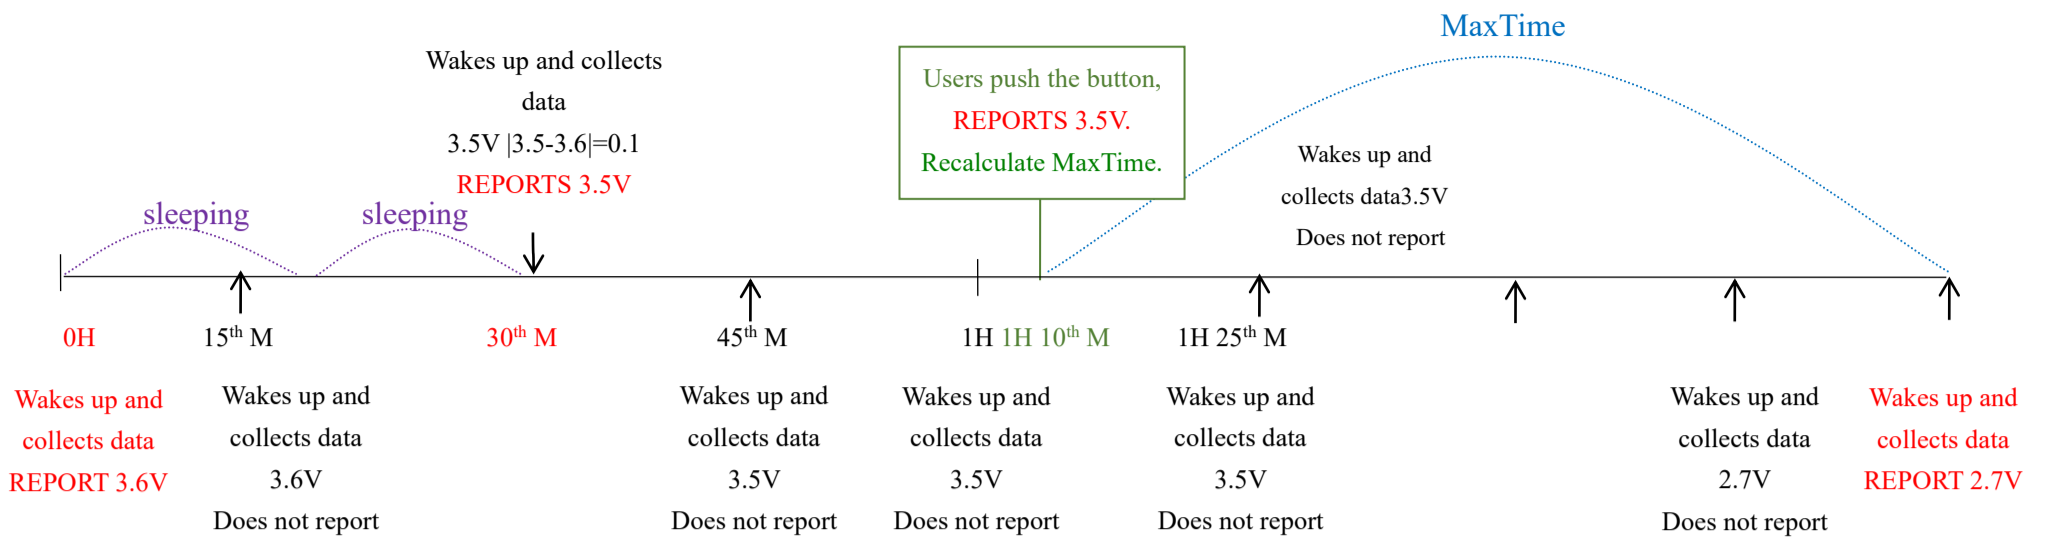 MaxTime
Wakes up and collects
data
3.5V |3.5-3.6|=0.1
REPORTS 3.5V
Users push the button,
REPORTS 3.5V.
Recalculate MaxTime.
Wakes up and
collects data3.5V
Does not report
sleeping
sleeping
0H
15th M
30th M
45th M
1H
1H 10th M
1H 25th M
Wakes up and
collects data
REPORT 3.6V
Wakes up and
collects data
3.6V
Does not report
Wakes up and
collects data
3.5V
Does not report
Wakes up and
collects data
3.5V
Does not report
Wakes up and
collects data
3.5V
Does not report
Wakes up and
collects data
2.7V
Does not report
Wakes up and
collects data
REPORT 2.7V